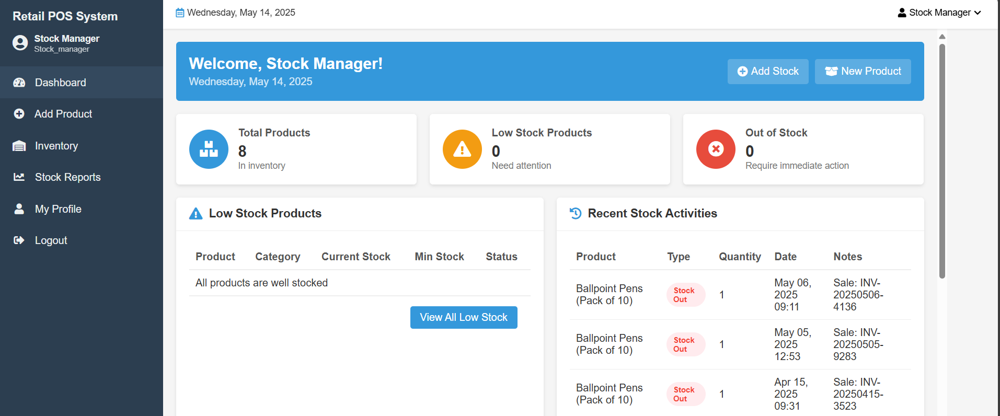 Retail POS System
Stock Manager
Stock_manager
Dashboard
Add Product
Inventory
Stock Reports
My Profile
Logout
Wednesday, May 14, 2025
Stock Manager
Welcome, Stock Manager!
Wednesday, May 14, 2025
Add Stock
New Product
Total Products
8
In inventory
Low Stock Products
0
Need attention
Out of Stock
0
Require immediate action
Low Stock Products
Product Category Current Stock Min Stock Status
All products are well stocked
View All Low Stock
Recent Stock Activities
Product Type Quantity Date Notes
Ballpoint Pens
(Pack of 10)
Stock
Out
1
May 06,
2025
09:11
Sale: INV-
20250506-
4136
Ballpoint Pens
(Pack of 10)
Stock
Out
1
May 05,
2025
12:53
Sale: INV-
20250505-
9283
Ballpoint Pens
(Pack of 10)
Stock
Out
1
Apr 15,
2025
09:31
Sale: INV-
20250415-
3523